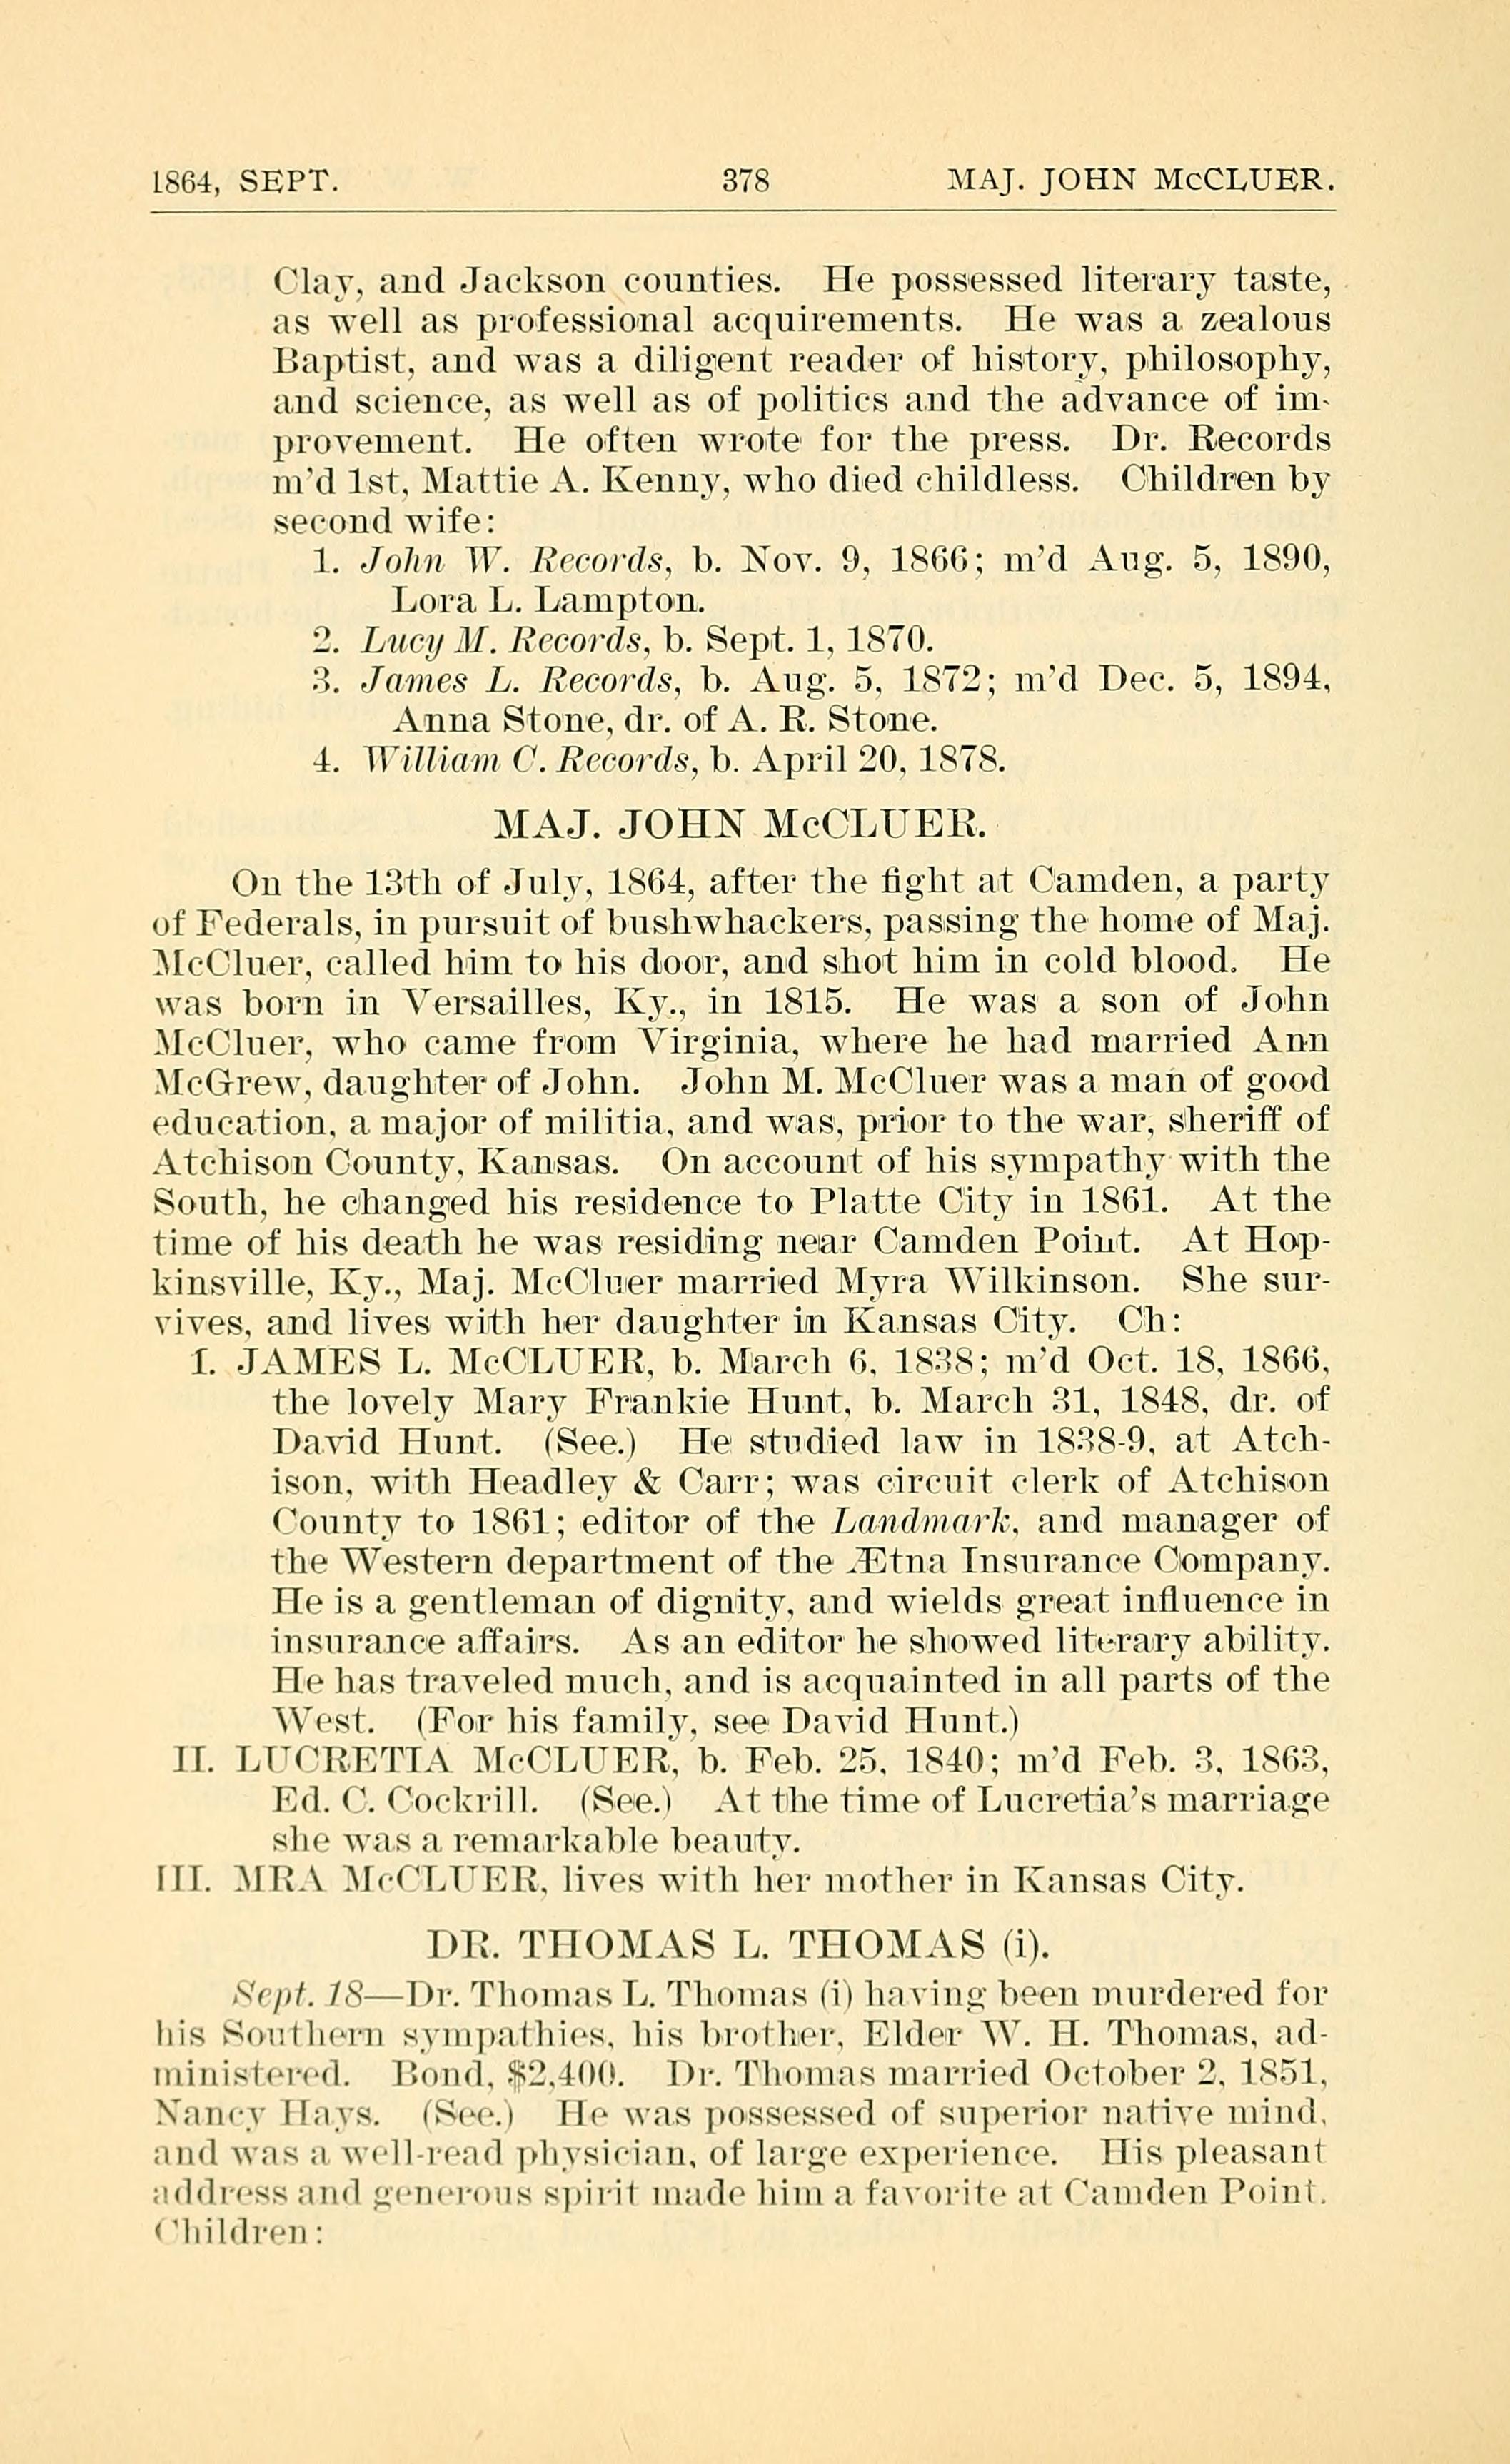 1864, SEPT. 378 MAJ. JOHN McCLUER.
Clay, and Jackson counties. He possessed literary taste,
as well as professional acquirements. He was a zealous
Baptist, and was a diligent reader of history, philosophy,
and science, as well as of politics and the advance of im-
provement. He often wrote for the press. Dr. Records
m'd 1st, Mattie A. Kenny, who died childless. Children by
second wife:
1. John W. Records, b. Nov. 9, 1866; m'd Aug. 5, 1890,
Lora L. Lampton.
2. Lucy M. Records, b. Sept. 1, 1870.
3. James L. Records, b. Aug. 5, 1872; m'd Dec. 5, 1894,
Anna Stone, dr. of A. R. Stone.
4. William C. Records, b. April 20, 1878.
MAJ. JOHN McCLUER.
On the 13th of July, 1864, after the fight at Camden, a party
of Federals, in pursuit of bushwhackers, passing the home of Maj.
McCluer, called him to his door, and shot him in cold blood. He
was born in Versailles, Ky., in 1815. He was a son of John
McCluer, who came from Virginia, where he had married Ann
McGrew, daughter of John. John M. McCluer was a man of good
education, a major of militia, and was, prior to the war, sheriff of
Atchison County, Kansas. On account of his sympathy with the
South, he changed his residence to Platte City in 1861. At the
time of his death he was residing near Camden Point. At Hop-
kinsville, Ky., Maj. McCluer married Myra Wilkinson. She sur-
vives, and lives with her daughter in Kansas City. Ch:
I. JAMES L. McCLUER, b. March 6, 1838; m'd Oct. 18, 1866,
the lovely Mary Frankie Hunt, b. March 31, 1848, dr. of
David Hunt. (See.) He studied law in 1838-9, at Atch-
ison, with Headley & Carr; was circuit clerk of Atchison
County to 1861; editor of the Landmark, and manager of
the Western department of the Ætna Insurance Company.
He is a gentleman of dignity, and wields great influence in
insurance affairs. As an editor he showed literary ability.
He has traveled much, and is acquainted in all parts of the
West. (For his family, see David Hunt.)
II. LUCRETIA McCLUER, b. Feb. 25, 1840; m'd Feb. 3, 1863,
Ed. C. Cockrill. (See.) At the time of Lucretia's marriage
she was a remarkable beauty.
III. MRA McCLUER, lives with her mother in Kansas City.
DR. THOMAS L. THOMAS (i).
Sept. 18—Dr. Thomas L. Thomas (i) having been murdered for
his Southern sympathies, his brother, Elder W. H. Thomas, ad-
ministered. Bond, $2,400. Dr. Thomas married October 2, 1851,
Nancy Hays. (See.) He was possessed of superior native mind,
and was a well-read physician, of large experience. His pleasant
address and generous spirit made him a favorite at Camden Point.
Children: